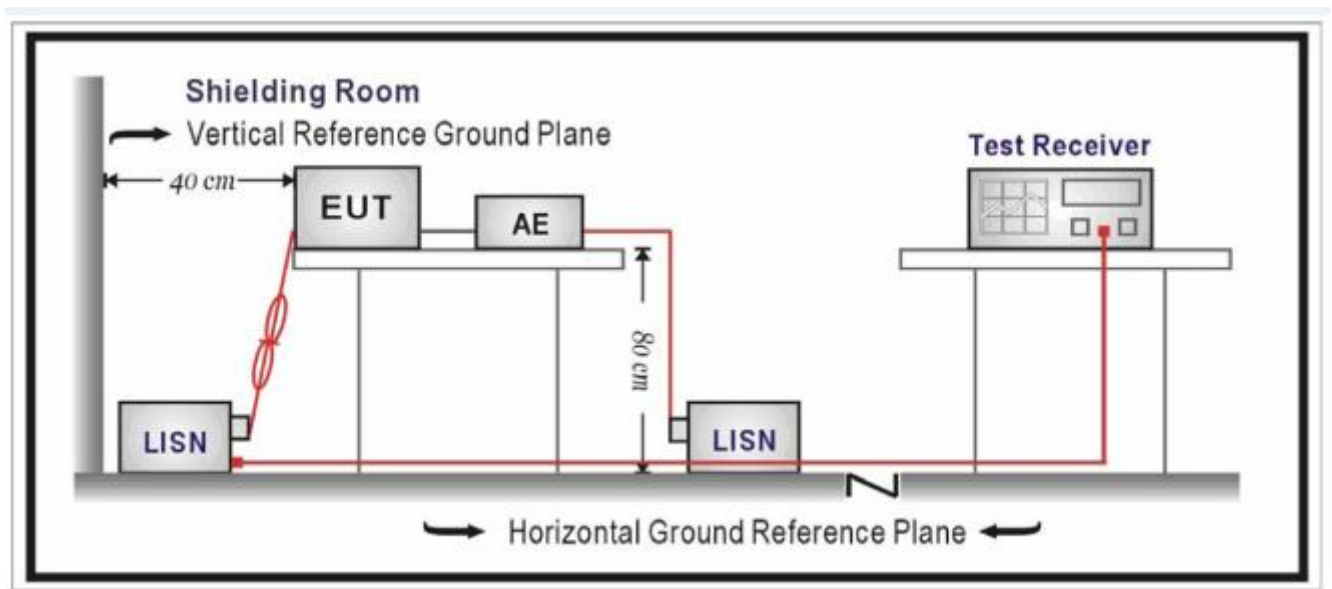 Shielding Room
Vertical Reference Ground Plane
Test Receiver
40 cm
EUT
AE
80 cm
LISN
LISN
Horizontal Ground Reference Plane